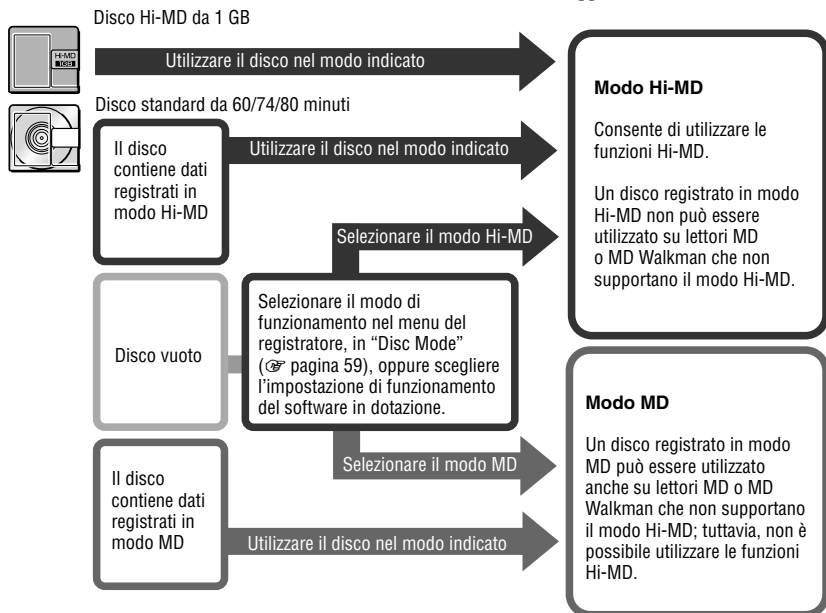 Disco Hi-MD da 1 GB
Hi-MD
1GB
Utilizzare il disco nel modo indicato
Disco standard da 60/74/80 minuti
Il disco
contiene dati
registrati in
modo Hi-MD
Utilizzare il disco nel modo indicato
Selezionare il modo Hi-MD
Modo Hi-MD
Consente di utilizzare le
funzioni Hi-MD.
Un disco registrato in modo
Hi-MD non può essere
utilizzato su lettori MD
o MD Walkman che non
supportano il modo Hi-MD.
Disco vuoto
Selezionare il modo di
funzionamento nel menu del
registratore, in “Disc Mode”
(☞ pagina 59), oppure scegliere
l’impostazione di funzionamento
del software in dotazione.
Selezionare il modo MD
Il disco
contiene dati
registrati in
modo MD
Utilizzare il disco nel modo indicato
Modo MD
Un disco registrato in modo
MD può essere utilizzato
anche su lettori MD o MD
Walkman che non supportano
il modo Hi-MD; tuttavia, non è
possibile utilizzare le funzioni
Hi-MD.